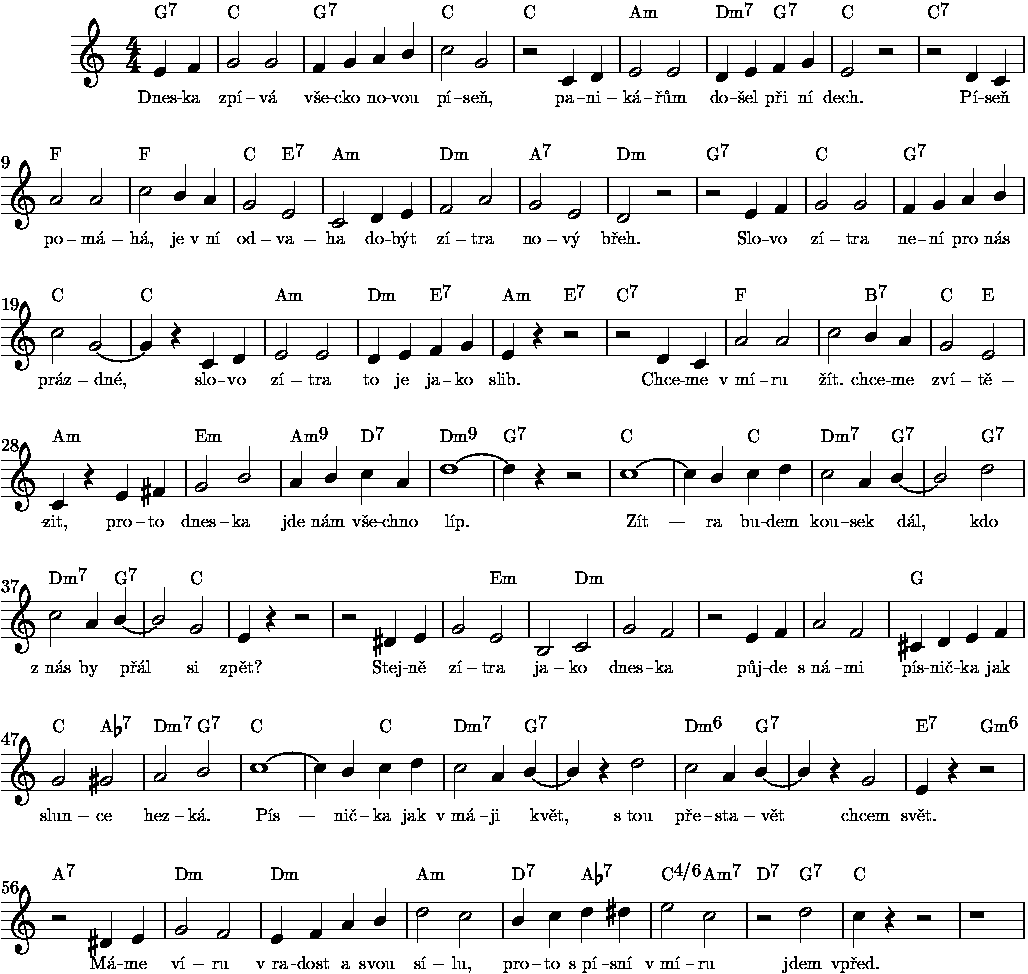 G7 C G7 C C Am Dm7 G7 C C7
4
4
Dnes-ka zpí – vá vše-cko no-vou pí-seň, pa-ni – ká-řům do-šel při ní dech. Pí-seň
9 F F C E7 Am Dm A7 Dm G7 C G7
po – má – há, je v ní od – va – ha do-být zí – tra no – vý břeh. Slo-vo zí – tra ne – ní pro nás
19 C C Am Dm E7 Am E7 C7 F B7 C E
práz – dné, slo – vo zí – tra to je ja – ko slib. Chce-me v mí – ru žít. chce-me zví – tě –
28 Am Em Am9 D7 Dm9 G7 C C Dm7 G7 G7
zit, pro – to dnes – ka jde nám vše-chno líp. Zít — ra bu-dem kou-sek dál, kdo
37 Dm7 G7 C Em Dm G
z nás by přál si zpět? Stej-ně zí – tra ja – ko dnes-ka půj-de s ná – mi pís-nič-ka jak
47 C A♭7 Dm7 G7 C C Dm7 G7 Dm6 G7 E7 Gm6
slun – ce hez – ká. Pís — nič – ka jak v má – ji květ, s tou pře – sta – vět chcem svět.
56 A7 Dm Dm Am D7 A♭7 C4/6 Am7 D7 G7 C
Má-me ví – ru v ra-dost a svou sí – lu, pro – to s pí-sní v mí – ru jdem vpřed.